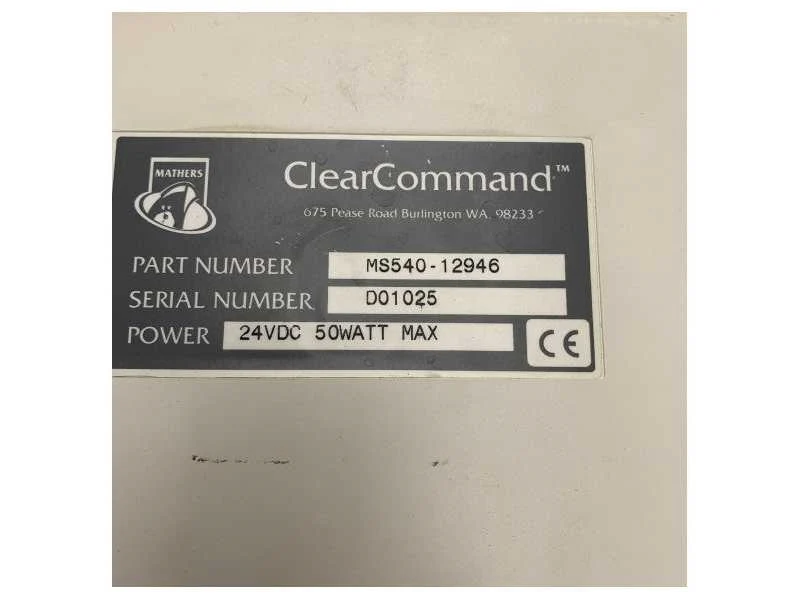 MATHERS
ClearCommand™
675 Pease Road Burlington WA. 98233
PART NUMBER MS540-12946
SERIAL NUMBER D01025
POWER 24VDC 50WATT MAX
CE